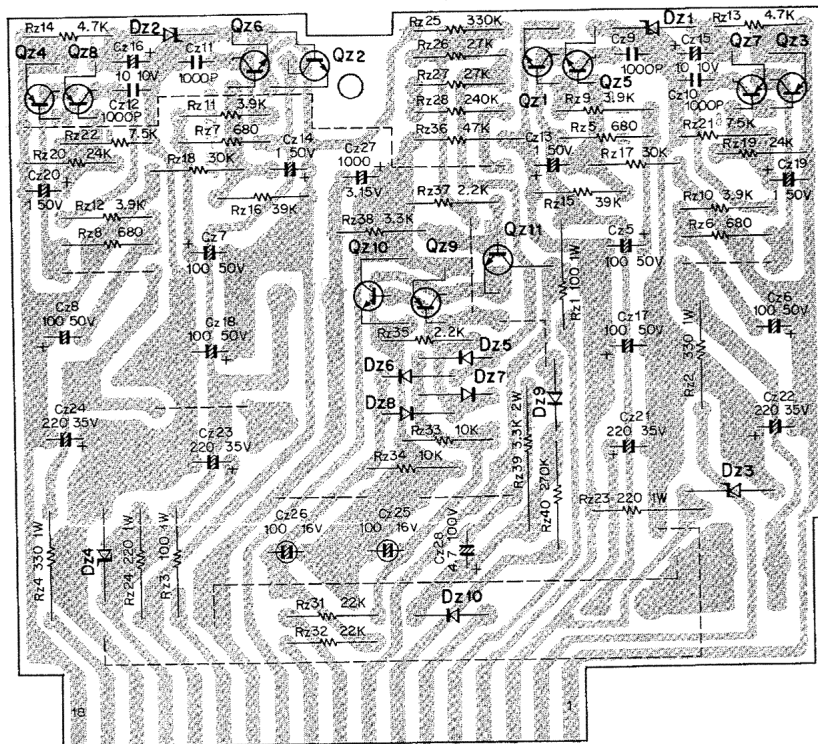 Rz14 4.7K Dz2 Qz6 Rz25 330K Dz1 Rz13 4.7K
Qz4 Qz8 Cz16 Cz11 Qz2 Rz26 27K Cz9 Cz15 Qz7 Qz3
10 10V 1000P Rz27 27K 1000P 10 10V
Cz12 Rz28 240K Qz1 Qz5 Cz10
1000P Rz11 3.9K Rz9 3.9K 1000P
Rz22 7.5K Rz7 680 Cz14 Rz36 47K Cz13 Rz5 680 Rz21 7.5K
Rz20 24K Rz18 30K 1 50V Cz27 1 50V Rz17 30K Rz19 24K
Cz20 1000 Cz19
1 50V 3.15V Rz37 2.2K Rz15 39K 1 50V
Rz12 3.9K Rz16 39K Rz10 3.9K
Rz8 680 Cz7 Rz38 3.3K Qz11 Cz5 Rz6 680
100 50V Qz10 Qz9 Rz1 100 1W 100 50V
Cz8 Cz6
100 50V Cz18 Rz35 2.2K Cz17 Rz2 330 1W 100 50V
100 50V Dz5 100 50V
Dz6 Dz7
Dz8 Dz9
Cz24 Cz23 Rz33 10K Rz39 3.3K 2W Cz21 Cz22
220 35V 220 35V Rz34 10K Rz40 270K 220 35V 220 35V
Dz3
Rz23 220 1W
Rz4 330 1W Dz4 Rz24 220 1W Rz3 100 1W Cz26 Cz25 Cz28
100 16V 100 16V 4.7 100V
Rz31 22K Dz10
Rz32 22K
18 1